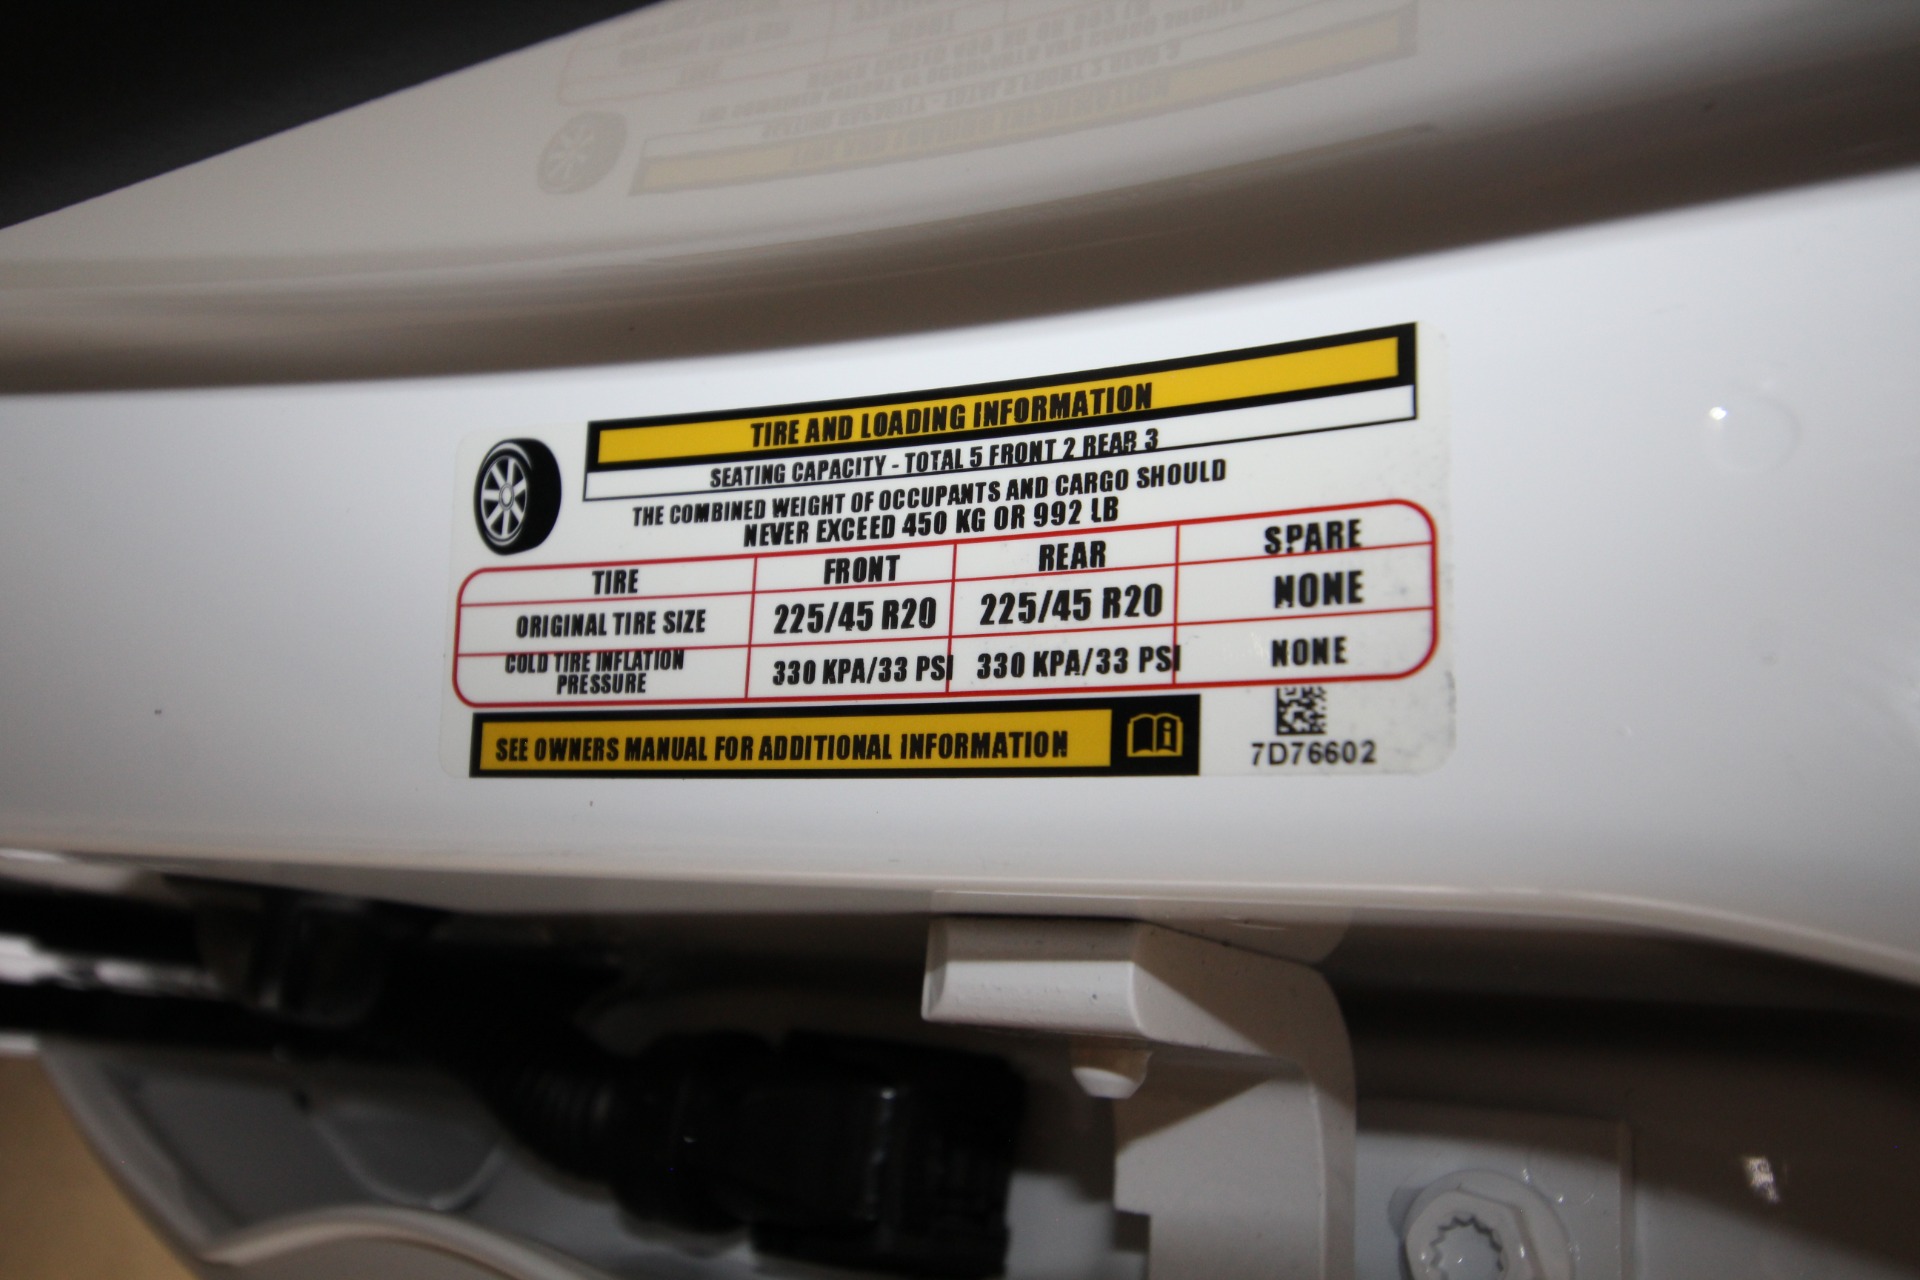 TIRE AND LOADING INFORMATION
SEATING CAPACITY - TOTAL 5 FRONT 2 REAR 3
THE COMBINED WEIGHT OF OCCUPANTS AND CARGO SHOULD
NEVER EXCEED 450 KG OR 992 LB
TIRE FRONT REAR SPARE
ORIGINAL TIRE SIZE 225/45 R20 225/45 R20 NONE
COLD TIRE INFLATION
PRESSURE 330 KPA/33 PSI 330 KPA/33 PSI NONE
SEE OWNERS MANUAL FOR ADDITIONAL INFORMATION
7D76602